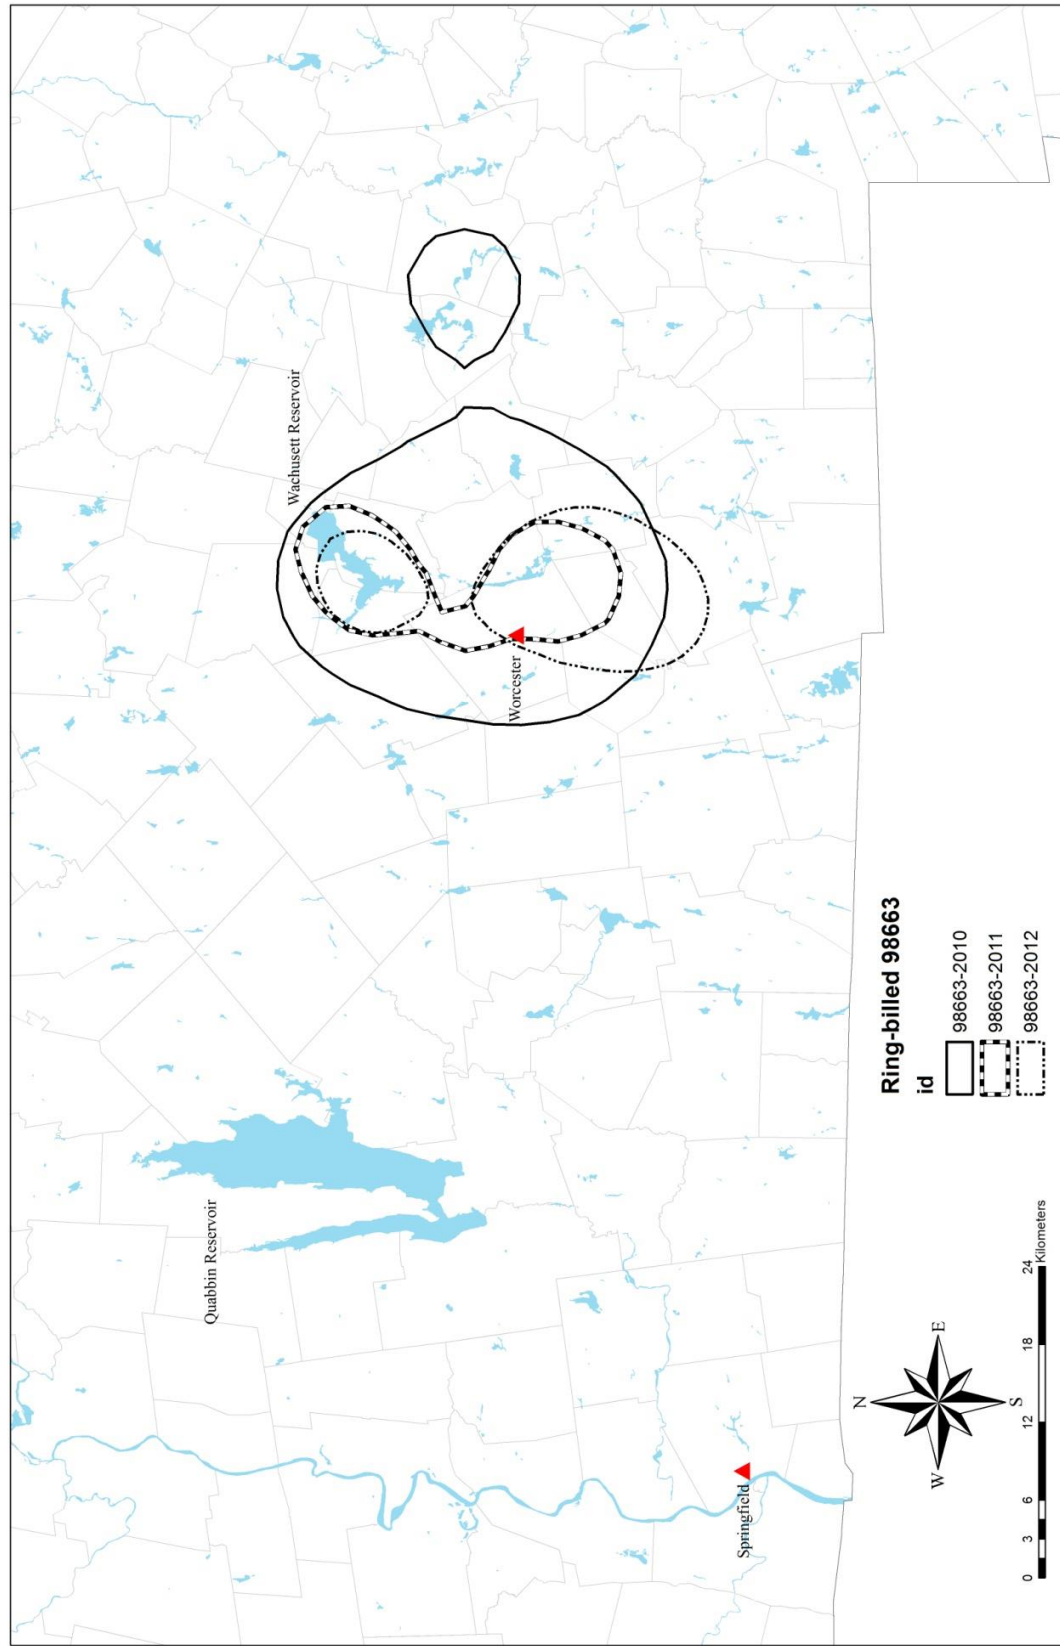 Wachusett Reservoir
Quabbin Reservoir
Worcester
Springfield
Ring-billed 98663
id
98663-2010
98663-2011
98663-2012
N
W E
S
0 3 6 12 18 24
Kilometers